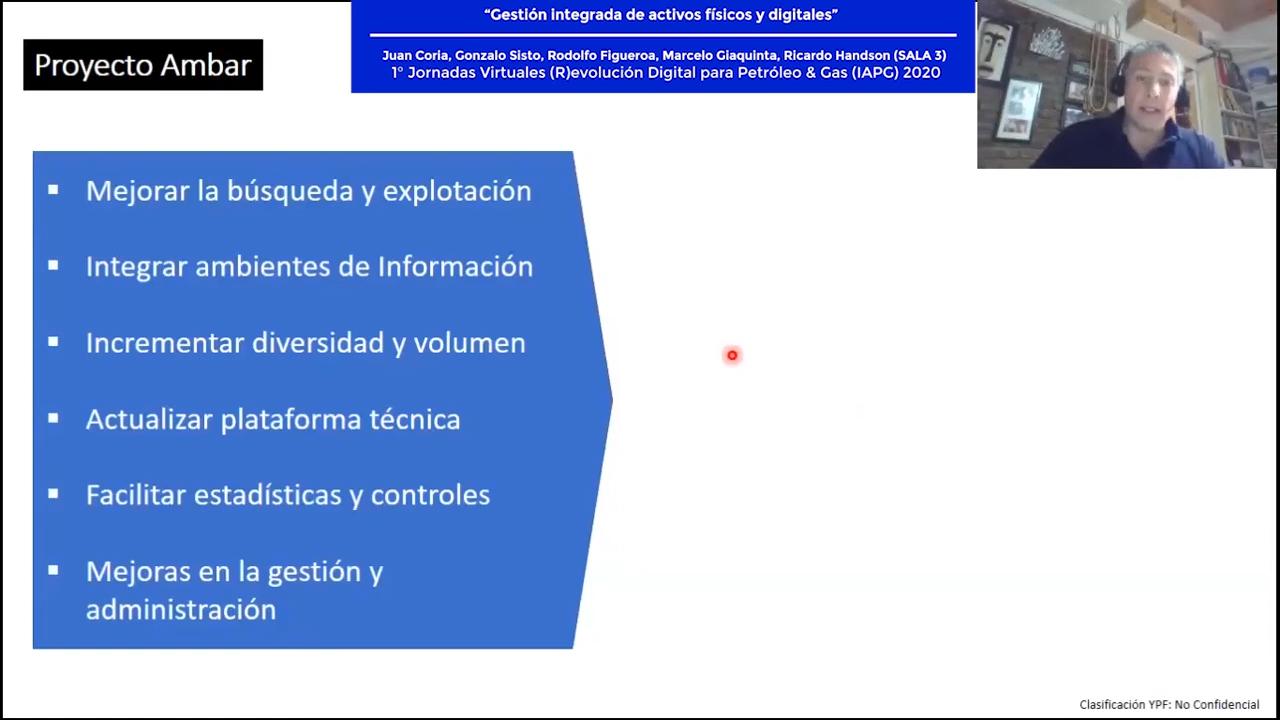 “Gestión integrada de activos físicos y digitales”
Juan Coria, Gonzalo Sisto, Rodolfo Figueroa, Marcelo Giaquinta, Ricardo Handson (SALA 3)
1° Jornadas Virtuales (R)evolución Digital para Petróleo & Gas (IAPG) 2020
Proyecto Ambar
▪ Mejorar la búsqueda y explotación
▪ Integrar ambientes de Información
▪ Incrementar diversidad y volumen
▪ Actualizar plataforma técnica
▪ Facilitar estadísticas y controles
▪ Mejoras en la gestión y
administración
Clasificación YPF: No Confidencial